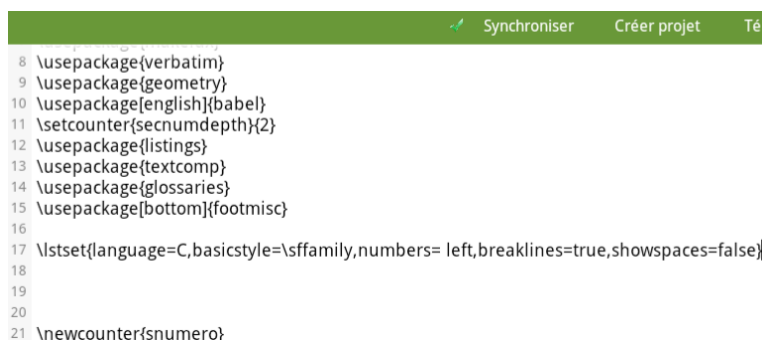 Synchroniser Créer projet Té
8 \usepackage{verbatim}
9 \usepackage{geometry}
10 \usepackage[english]{babel}
11 \setcounter{secnumdepth}{2}
12 \usepackage{listings}
13 \usepackage{textcomp}
14 \usepackage{glossaries}
15 \usepackage[bottom]{footmisc}
16
17 \lstset{language=C,basicstyle=\sffamily,numbers= left,breaklines=true,showspaces=false}
18
19
20
21 \newcounter{snumero}